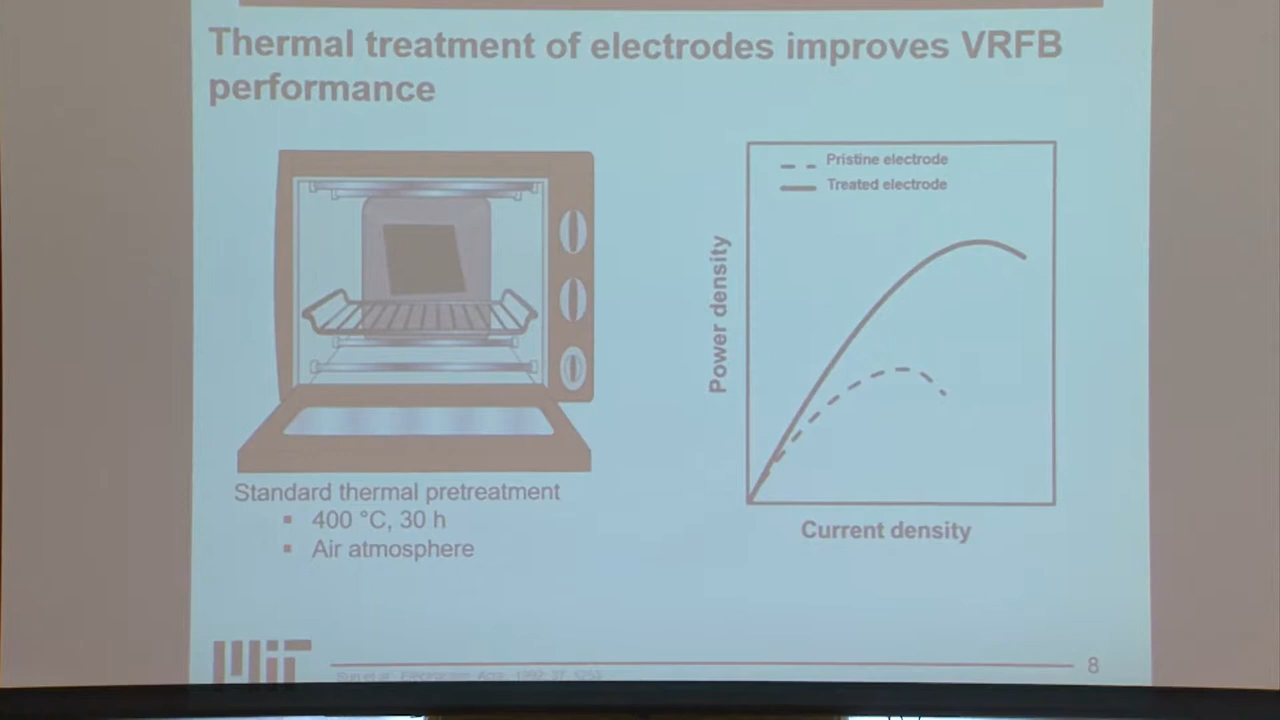 Thermal treatment of electrodes improves VRFB
performance
Pristine electrode
Treated electrode
Power density
Current density
Standard thermal pretreatment
▪ 400 °C, 30 h
▪ Air atmosphere
MIT
8